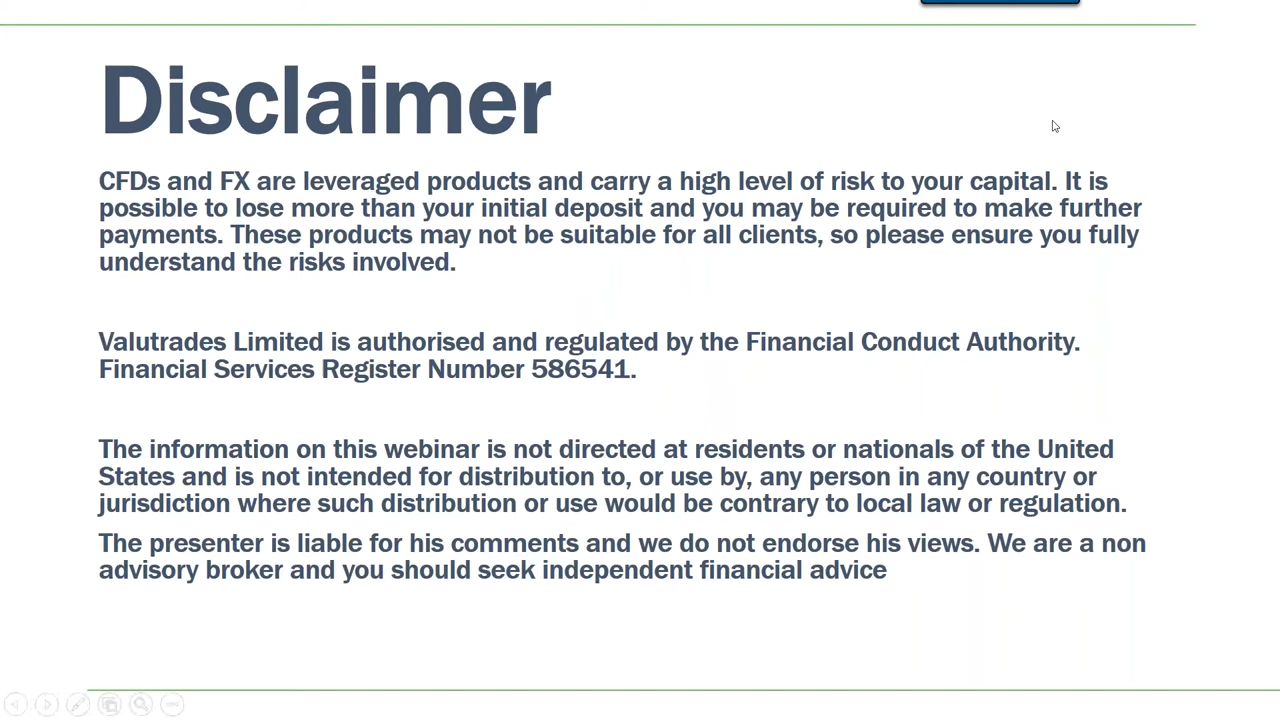 Disclaimer
CFDs and FX are leveraged products and carry a high level of risk to your capital. It is
possible to lose more than your initial deposit and you may be required to make further
payments. These products may not be suitable for all clients, so please ensure you fully
understand the risks involved.
Valutrades Limited is authorised and regulated by the Financial Conduct Authority.
Financial Services Register Number 586541.
The information on this webinar is not directed at residents or nationals of the United
States and is not intended for distribution to, or use by, any person in any country or
jurisdiction where such distribution or use would be contrary to local law or regulation.
The presenter is liable for his comments and we do not endorse his views. We are a non
advisory broker and you should seek independent financial advice